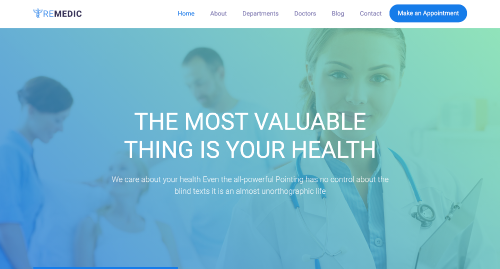 REMEDIC
Home About Departments Doctors Blog Contact Make an Appointment
THE MOST VALUABLE
THING IS YOUR HEALTH
We care about your health Even the all-powerful Pointing has no control about the
blind texts it is an almost unorthographic life